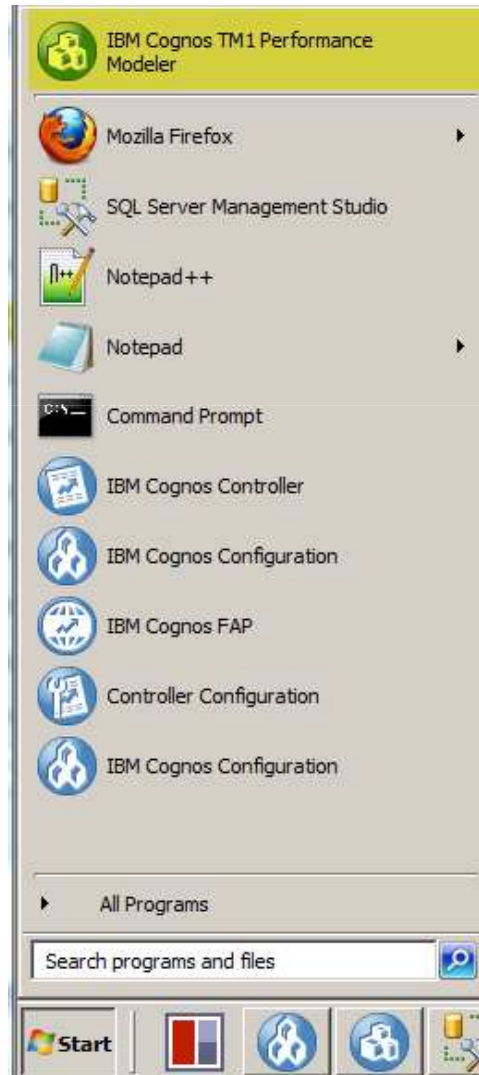 IBM Cognos TM1 Performance
Modeler
Mozilla Firefox
SQL Server Management Studio
Notepad++
Notepad
Command Prompt
IBM Cognos Controller
IBM Cognos Configuration
IBM Cognos FAP
Controller Configuration
IBM Cognos Configuration
All Programs
Search programs and files
Start